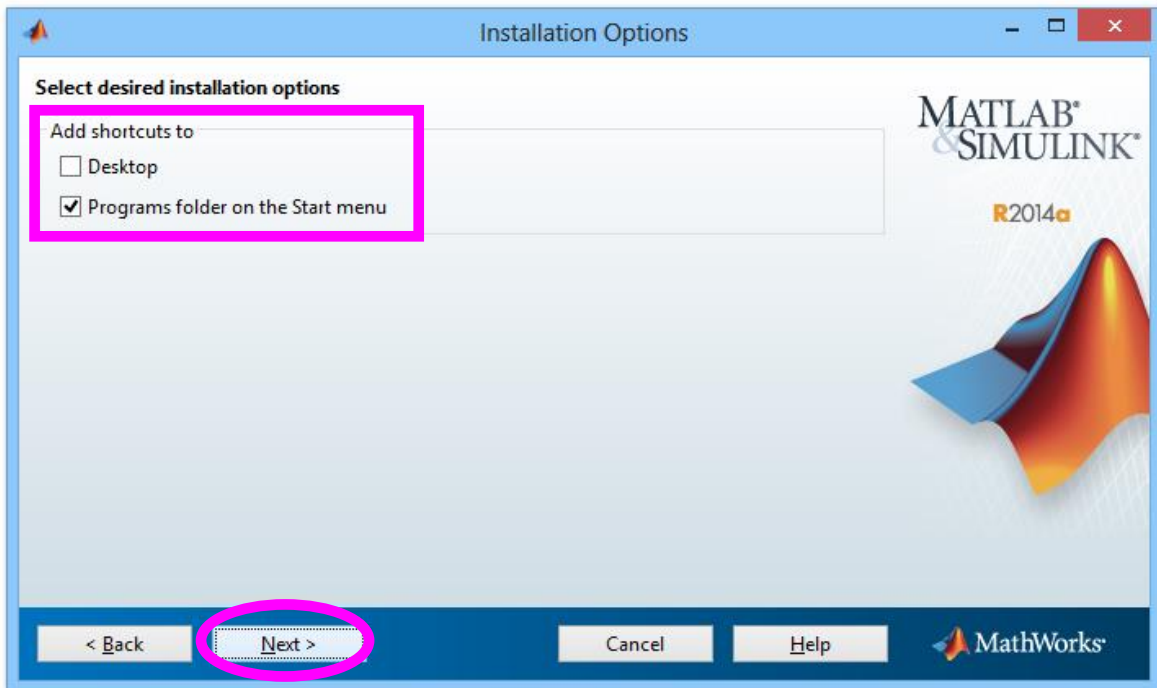 Installation Options
Select desired installation options
Add shortcuts to
Desktop
Programs folder on the Start menu
MATLAB®
&SIMULINK®
R2014a
< Back
Next >
Cancel
Help
MathWorks®